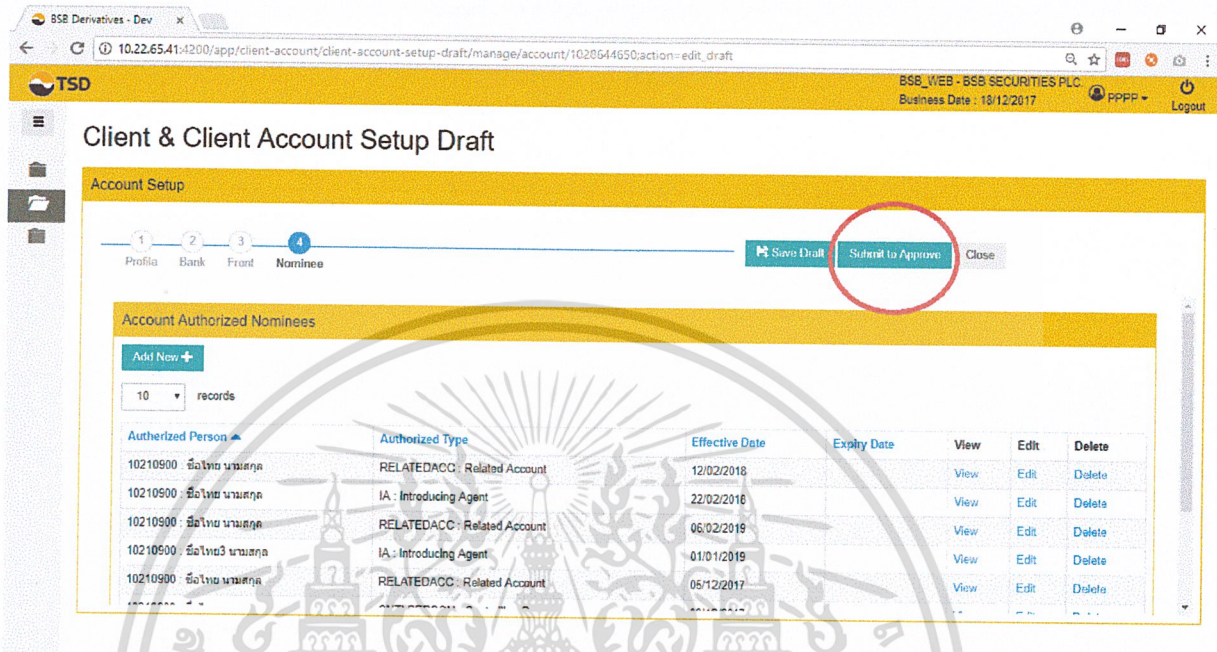 BSB Derivatives - Dev
10.22.65.41:4200/app/client-account/client-account-setup-draft/manage/account/1028644650;action=edit_draft
TSD
BSB_WEB - BSB SECURITIES PLC.
Business Date : 18/12/2017
PPPP
Logout
Client & Client Account Setup Draft
Account Setup
1 2 3 4
Profile Bank Front Nominee
Save Draft Submit to Approve Close
Account Authorized Nominees
Add New
10 records
Autherized Person Authorized Type Effective Date Expiry Date View Edit Delete
10210900 : ชื่อไทย นามสกุล RELATEDACC : Related Account 12/02/2018 View Edit Delete
10210900 : ชื่อไทย นามสกุล IA : Introducing Agent 22/02/2018 View Edit Delete
10210900 : ชื่อไทย นามสกุล RELATEDACC : Related Account 06/02/2019 View Edit Delete
10210900 : ชื่อไทย3 นามสกุล IA : Introducing Agent 01/01/2019 View Edit Delete
10210900 : ชื่อไทย นามสกุล RELATEDACC : Related Account 05/12/2017 View Edit Delete